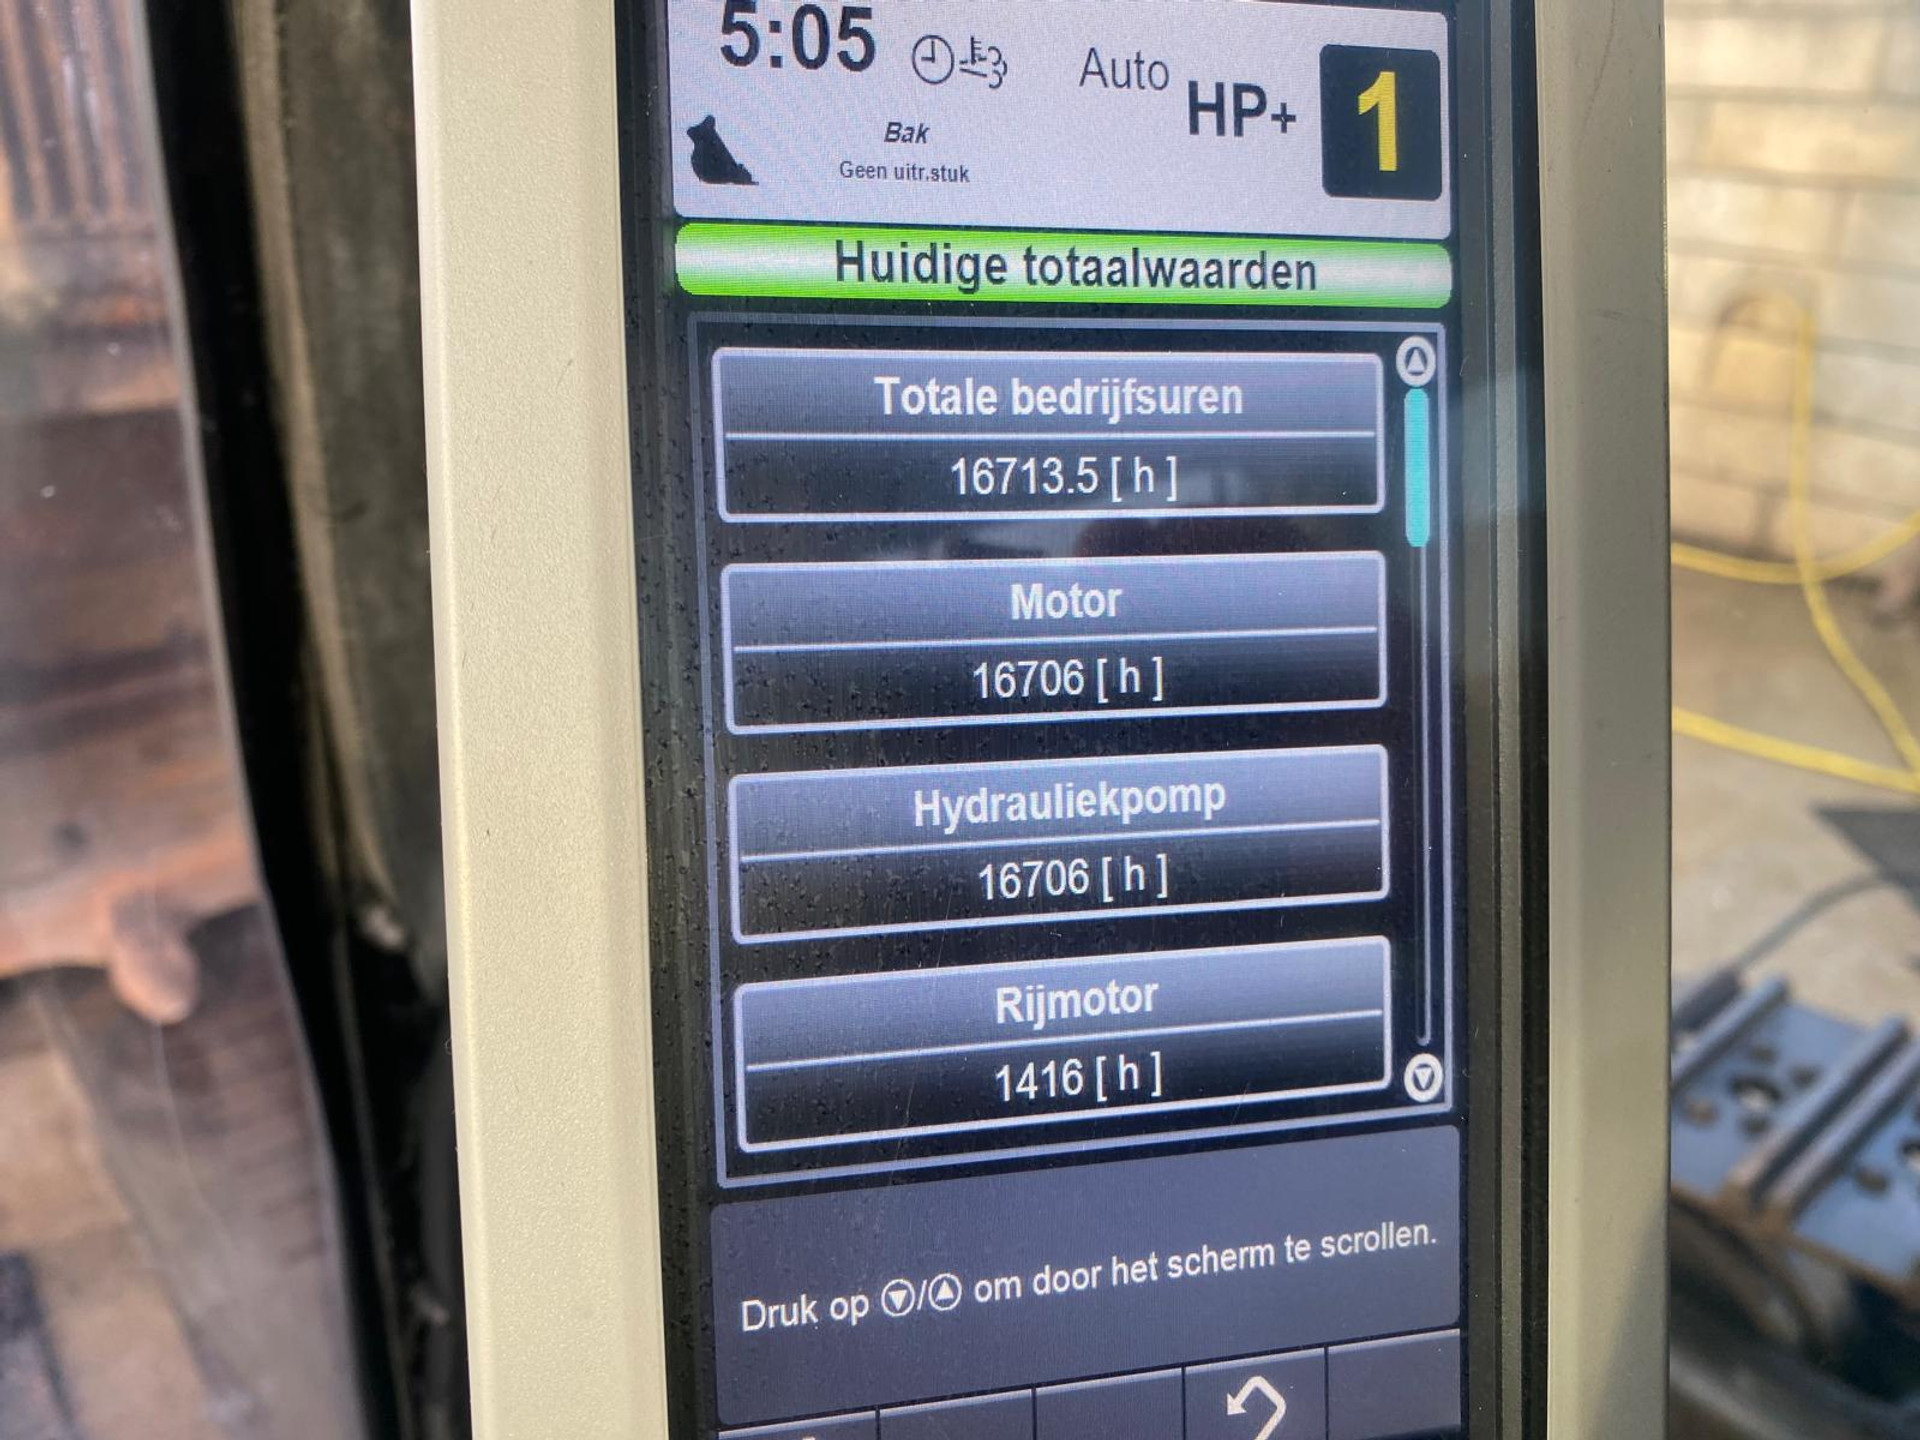 5:05
Auto
HP+
1
Bak
Geen uitr.stuk
Huidige totaalwaarden
Totale bedrijfsuren
16713.5 [ h ]
Motor
16706 [ h ]
Hydrauliekpomp
16706 [ h ]
Rijmotor
1416 [ h ]
Druk op ▼/▲ om door het scherm te scrollen.